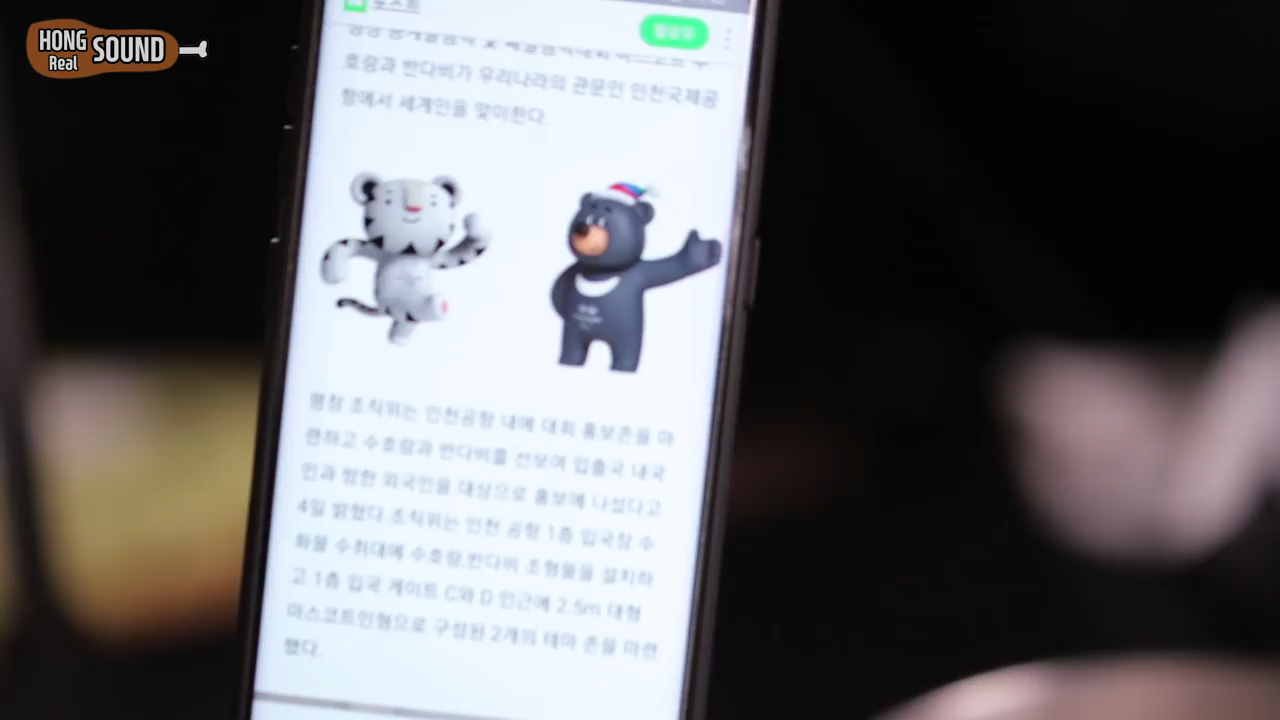 HONG
Real SOUND
포스트
팔로우
호랑과 반다비가 우리나라의 관문인 인천국제공
항에서 세계인을 맞이한다.
평창 조직위는 인천공항 내에 대회 홍보존을 마
련하고 수호랑과 반다비를 선보여 입출국 내국
인과 방한 외국인을 대상으로 홍보에 나섰다고
4일 밝혔다.조직위는 인천 공항 1층 입국장 수
화물 수취대에 수호랑,반다비 조형물을 설치하
고 1층 입국 게이트 C와 D 인근에 2.5m 대형
마스코트인형으로 구성된 2개의 테마 존을 마련
했다.